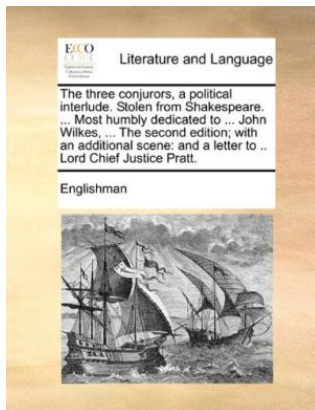 ECCO
Literature and Language
The three conjurors, a political
interlude. Stolen from Shakespeare.
... Most humbly dedicated to ... John
Wilkes, ... The second edition; with
an additional scene: and a letter to ..
Lord Chief Justice Pratt.
Englishman